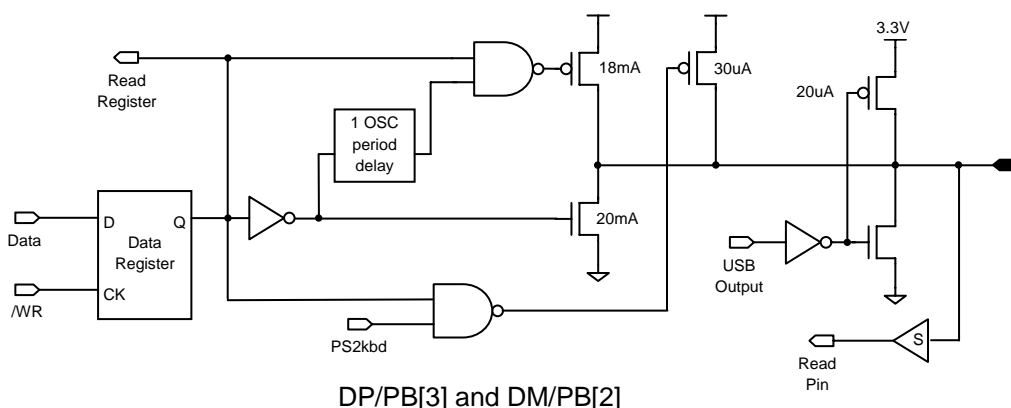 3.3V
18mA
30uA
20uA
Read
Register
1 OSC
period
delay
D
Q
Data
Data
Register
20mA
/WR
CK
USB
Output
PS2kbd
S
Read
Pin
DP/PB[3] and DM/PB[2]